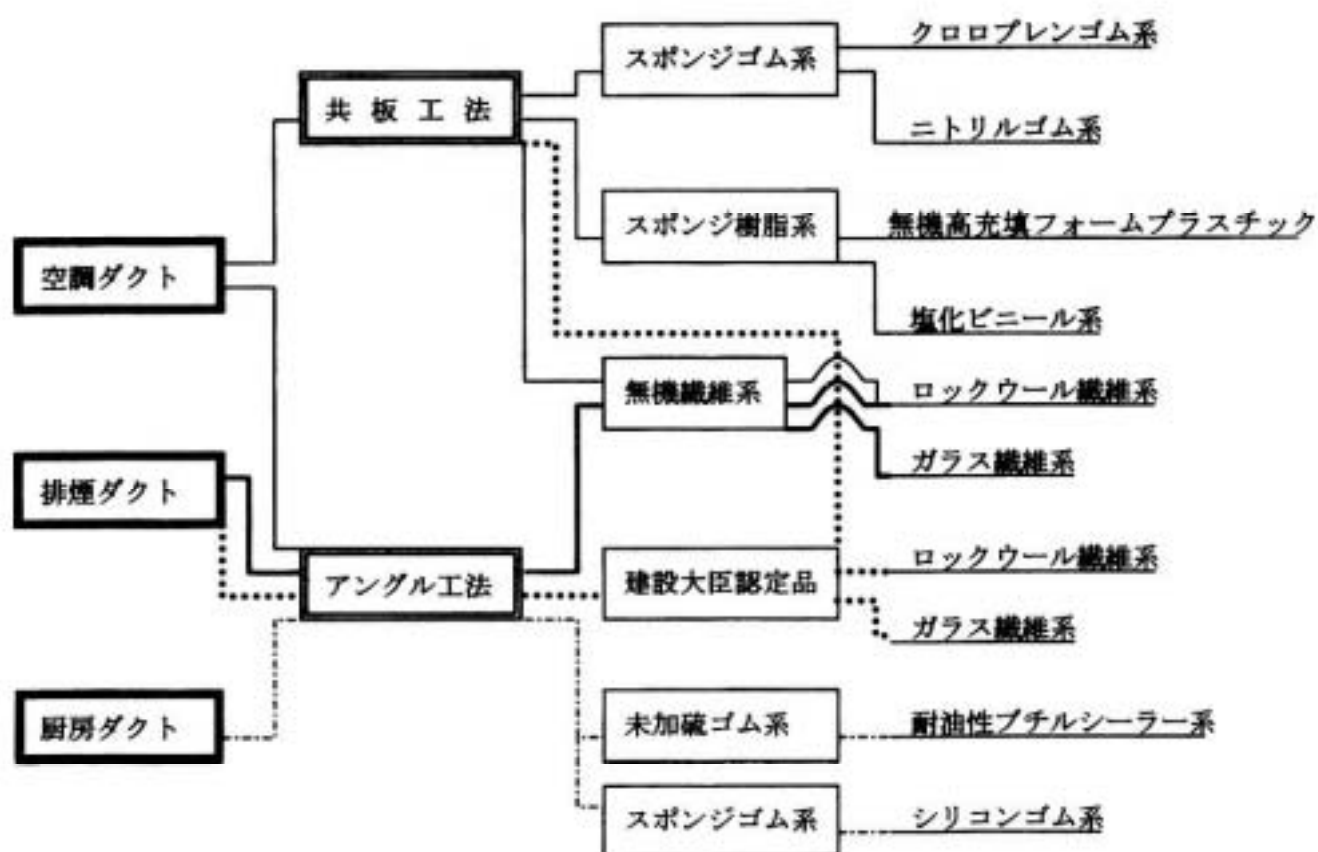 空調ダクト
排煙ダクト
厨房ダクト
共板工法
アングル工法
スポンジゴム系
スポンジ樹脂系
無機繊維系
建設大臣認定品
未加硫ゴム系
スポンジゴム系
クロロプレンゴム系
ニトリルゴム系
無機高充填フォームプラスチック
塩化ビニール系
ロックウール繊維系
ガラス繊維系
ロックウール繊維系
ガラス繊維系
耐油性ブチルシーラー系
シリコンゴム系